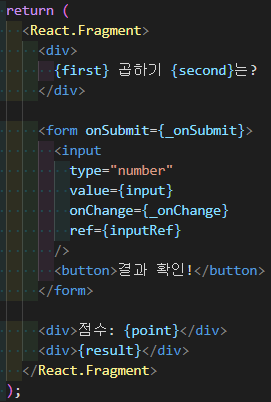 return (
  <React.Fragment>
    <div>
      {first} 곱하기 {second}는?
    </div>

    <form onSubmit={_onSubmit}>
      <input
        type="number"
        value={input}
        onChange={_onChange}
        ref={inputRef}
      />
      <button>결과 확인!</button>
    </form>

    <div>점수: {point}</div>
    <div>{result}</div>
  </React.Fragment>
);